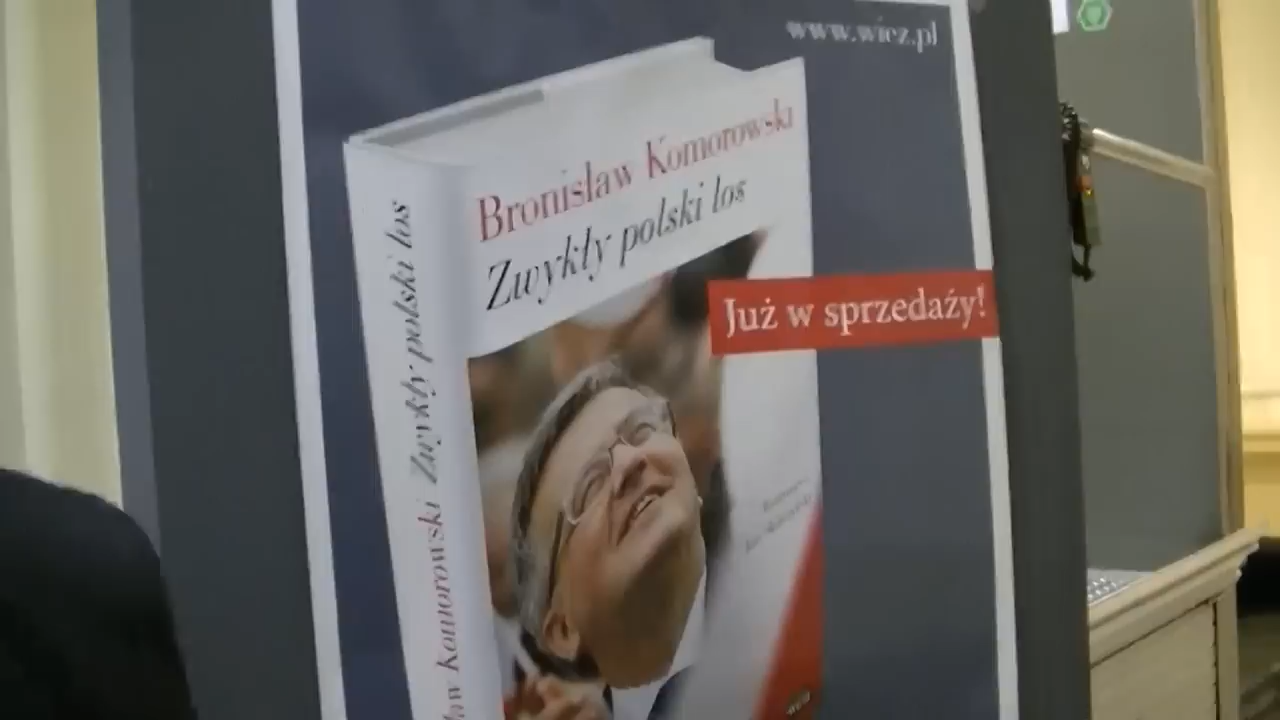 www.wiez.pl
Bronisław Komorowski
Zwykły polski los
Już w sprzedaży!
Komorowski Zwykły polski los